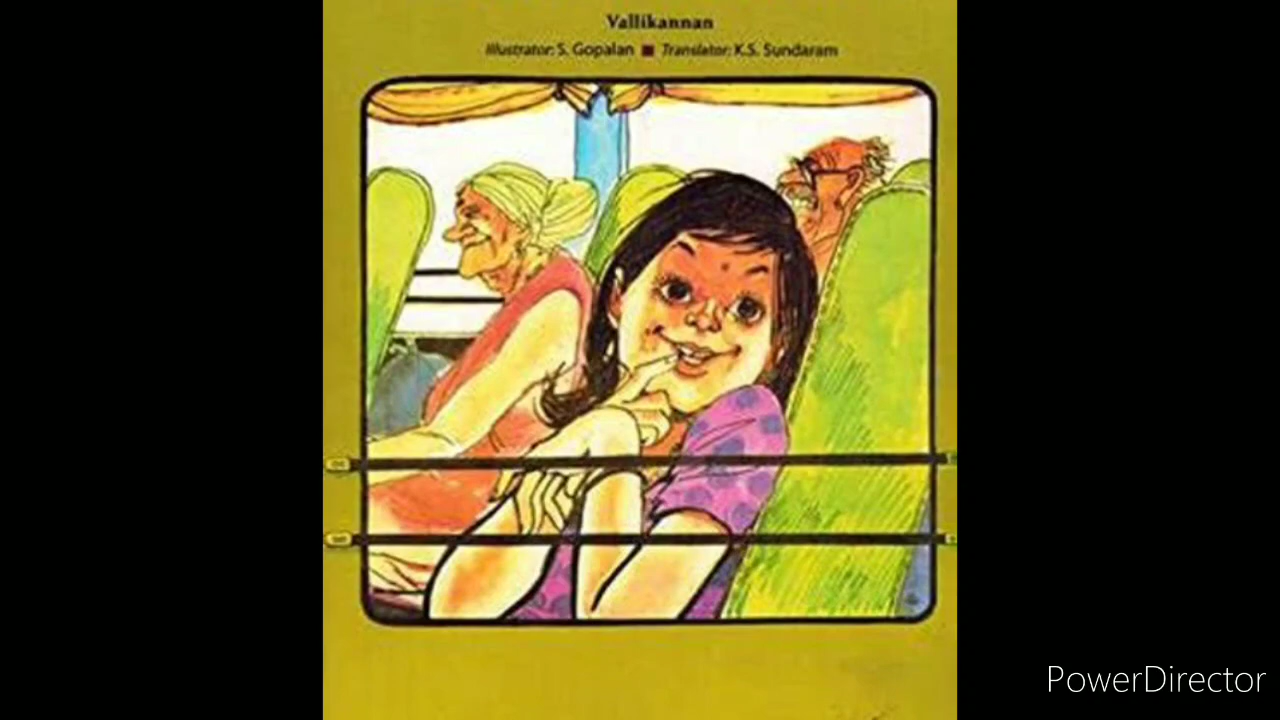 Vallikannan
Illustrator: S. Gopalan ■ Translator: K.S. Sundaram
PowerDirector